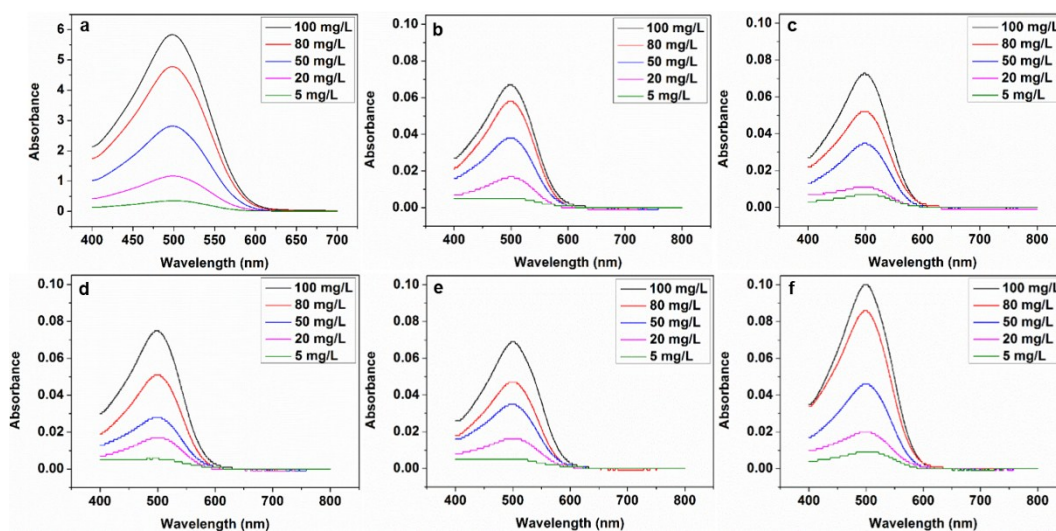 a
100 mg/L
80 mg/L
50 mg/L
20 mg/L
5 mg/L
Absorbance
6
5
4
3
2
1
0
400 450 500 550 600 650 700
Wavelength (nm)
b
100 mg/L
80 mg/L
50 mg/L
20 mg/L
5 mg/L
Absorbance
0.10
0.08
0.06
0.04
0.02
0.00
400 500 600 700 800
Wavelength (nm)
c
100 mg/L
80 mg/L
50 mg/L
20 mg/L
5 mg/L
Absorbance
0.10
0.08
0.06
0.04
0.02
0.00
400 500 600 700 800
Wavelength (nm)
d
100 mg/L
80 mg/L
50 mg/L
20 mg/L
5 mg/L
Absorbance
0.10
0.08
0.06
0.04
0.02
0.00
400 500 600 700 800
Wavelength (nm)
e
100 mg/L
80 mg/L
50 mg/L
20 mg/L
5 mg/L
Absorbance
0.10
0.08
0.06
0.04
0.02
0.00
400 500 600 700 800
Wavelength (nm)
f
100 mg/L
80 mg/L
50 mg/L
20 mg/L
5 mg/L
Absorbance
0.10
0.08
0.06
0.04
0.02
0.00
400 500 600 700 800
Wavelength (nm)